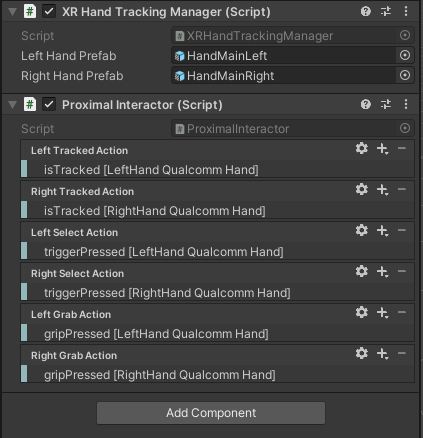 XR Hand Tracking Manager (Script)
Script XRHandTrackingManager
Left Hand Prefab HandMainLeft
Right Hand Prefab HandMainRight
Proximal Interactor (Script)
Script ProximalInteractor
Left Tracked Action
isTracked [LeftHand Qualcomm Hand]
Right Tracked Action
isTracked [RightHand Qualcomm Hand]
Left Select Action
triggerPressed [LeftHand Qualcomm Hand]
Right Select Action
triggerPressed [RightHand Qualcomm Hand]
Left Grab Action
gripPressed [LeftHand Qualcomm Hand]
Right Grab Action
gripPressed [RightHand Qualcomm Hand]
Add Component